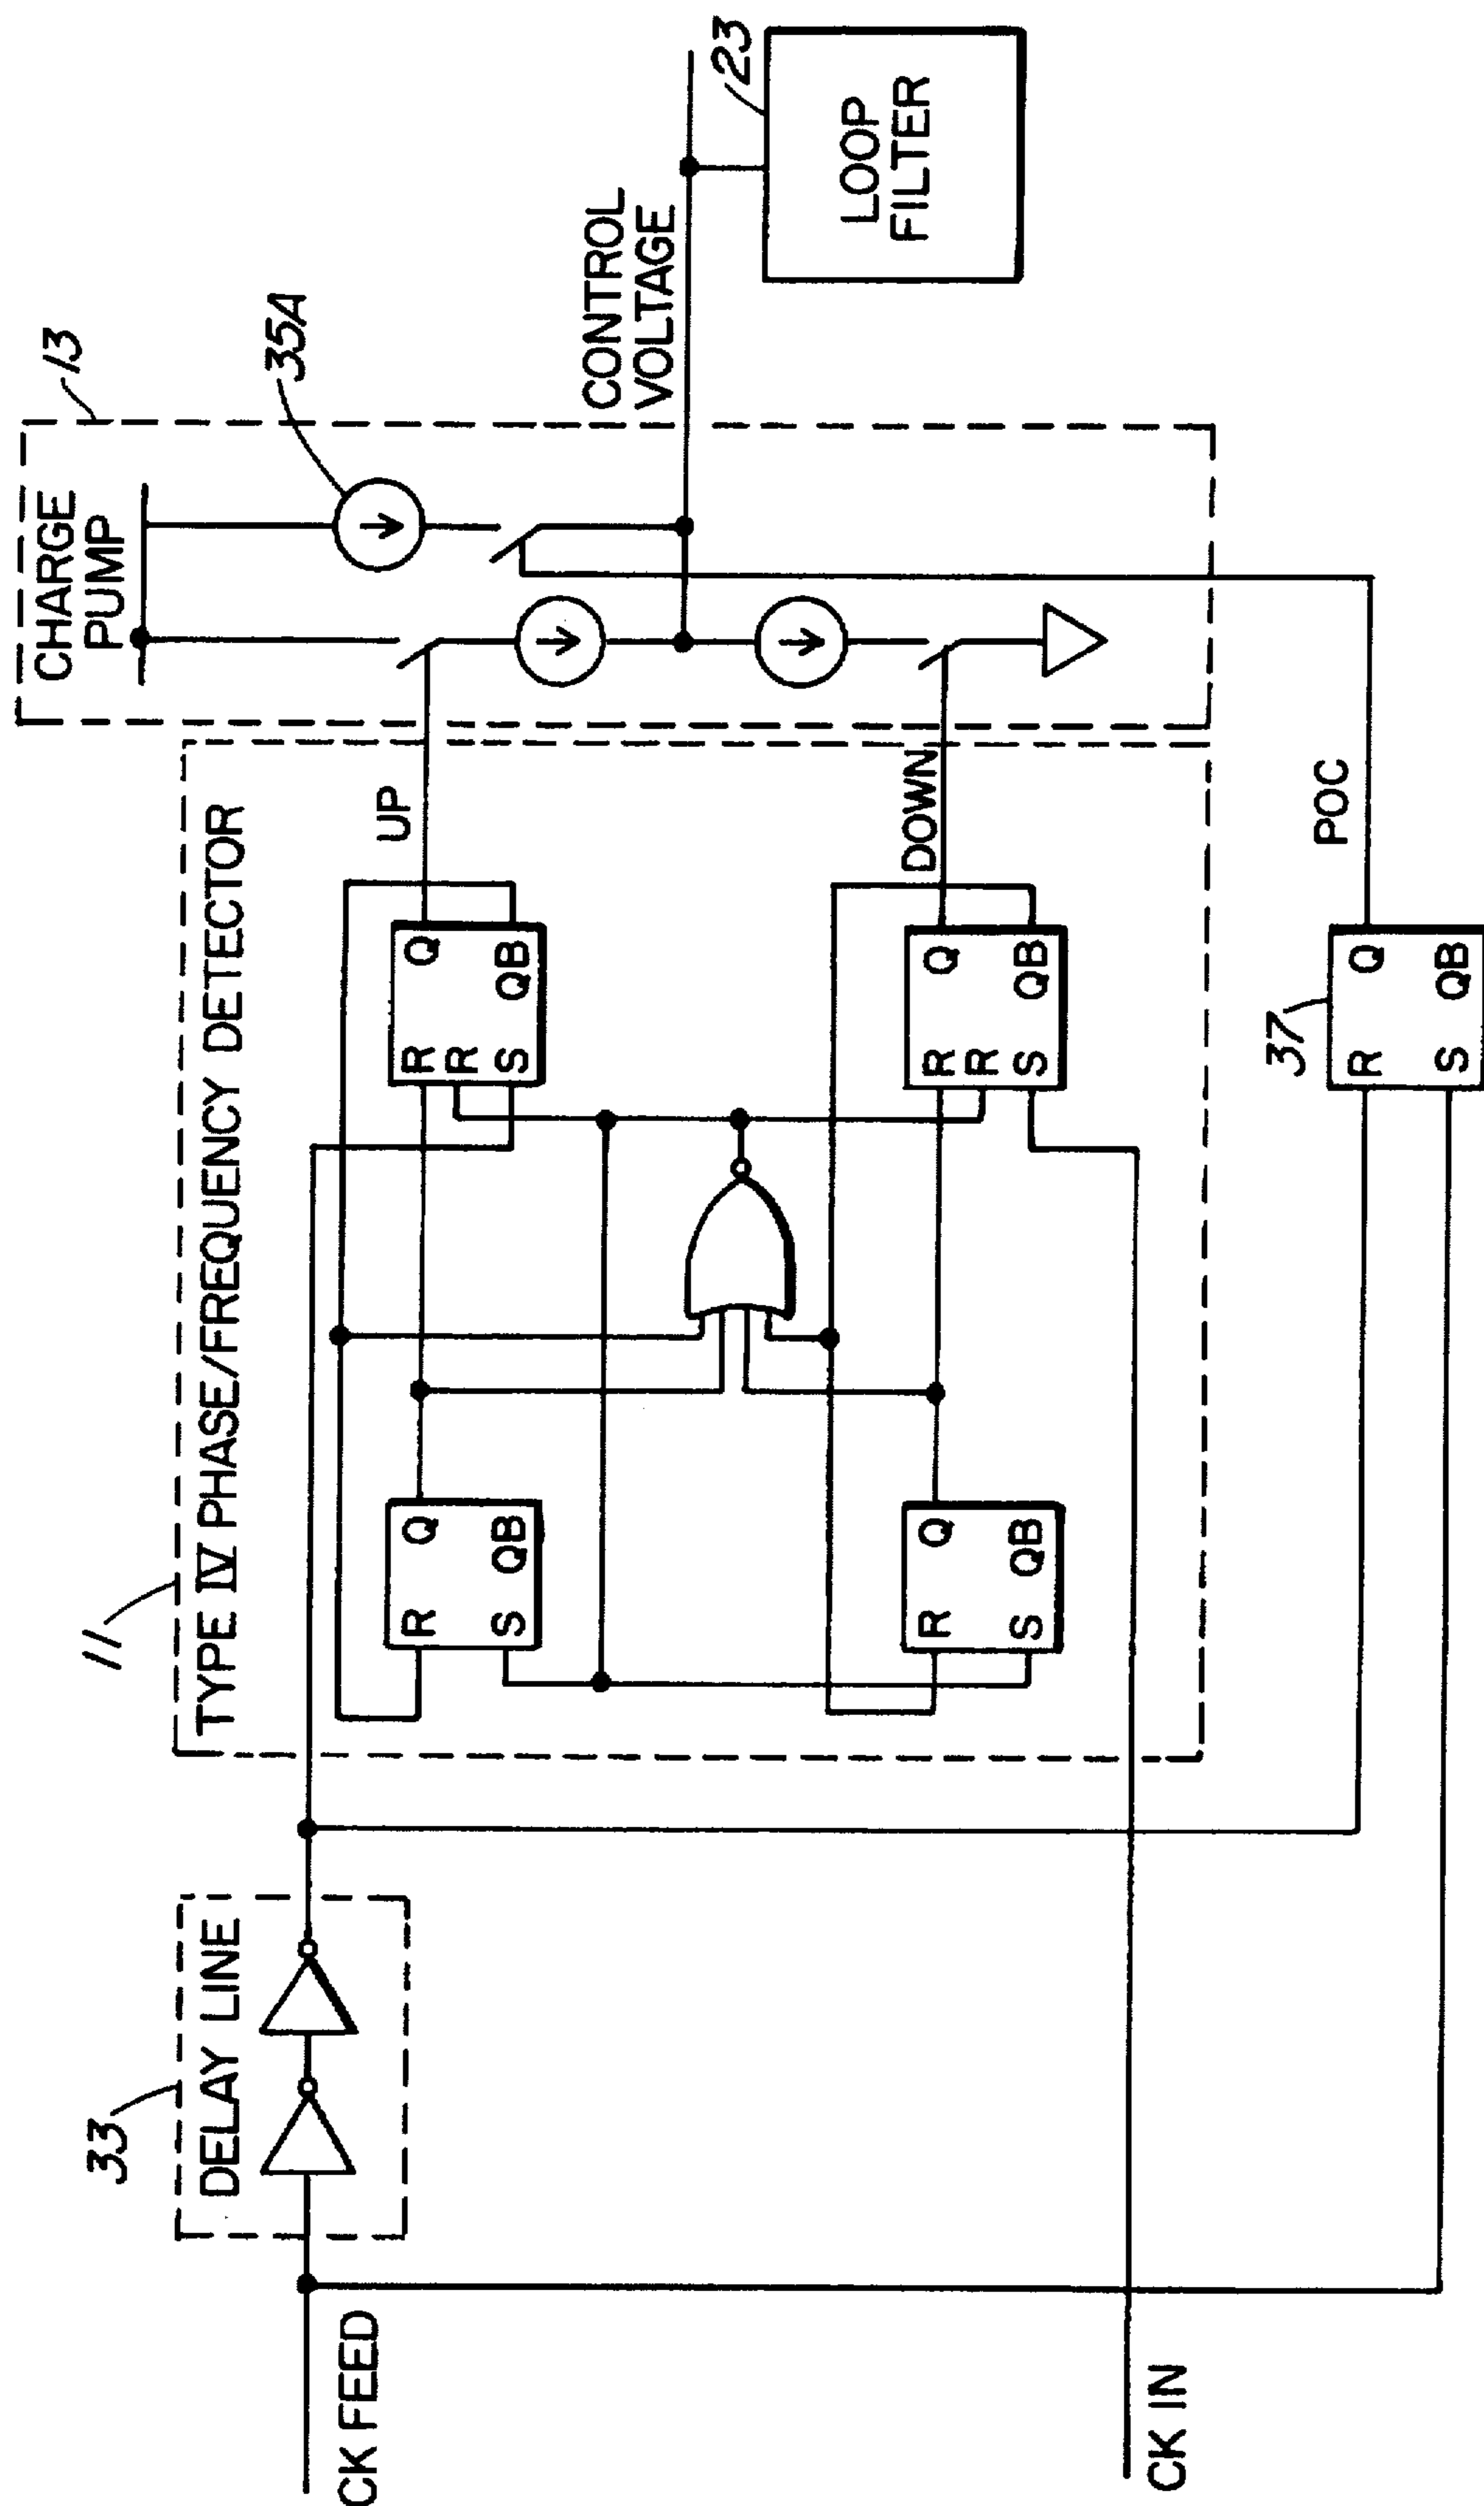 33
DELAY LINE
CK FEED
CK IN
11
TYPE IV PHASE/FREQUENCY DETECTOR
R
S
Q
QB
R
S
Q
QB
R
R
S
Q
QB
R
R
S
Q
QB
UP
DOWN
37
R
S
Q
QB
POC
CHARGE
PUMP
13
35A
CONTROL
VOLTAGE
23
LOOP
FILTER